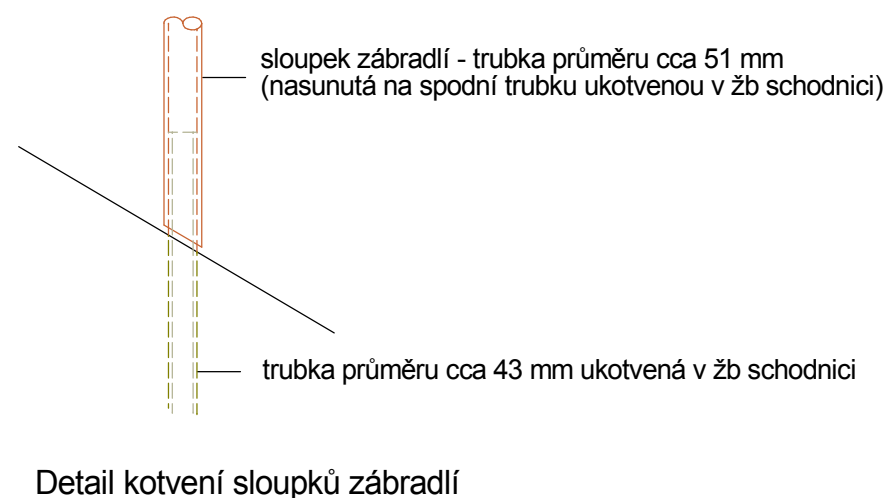 sloupek zábradlí - trubka průměru cca 51 mm
(nasunutá na spodní trubku ukotvenou v žb schodnici)
trubka průměru cca 43 mm ukotvená v žb schodnici
Detail kotvení sloupků zábradlí